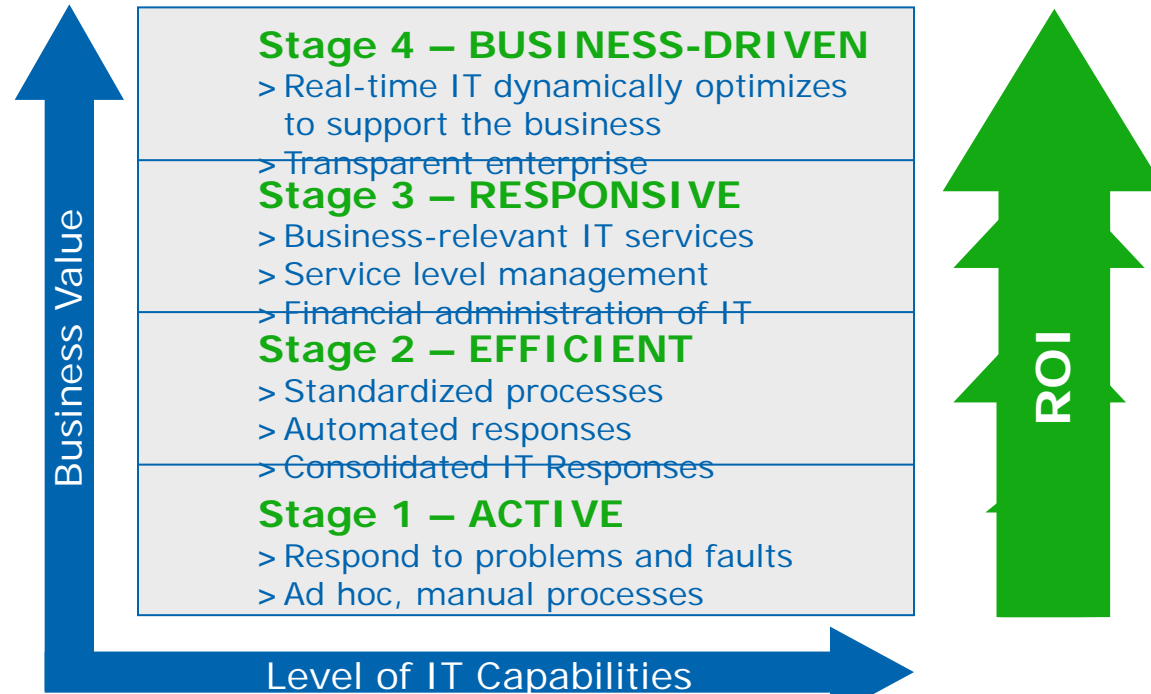 Stage 4 – BUSINESS-DRIVEN
> Real-time IT dynamically optimizes
to support the business
> Transparent enterprise
Stage 3 – RESPONSIVE
> Business-relevant IT services
> Service level management
> Financial administration of IT
Stage 2 – EFFICIENT
> Standardized processes
> Automated responses
> Consolidated IT Responses
Stage 1 – ACTIVE
> Respond to problems and faults
> Ad hoc, manual processes
Business Value
Level of IT Capabilities
ROI